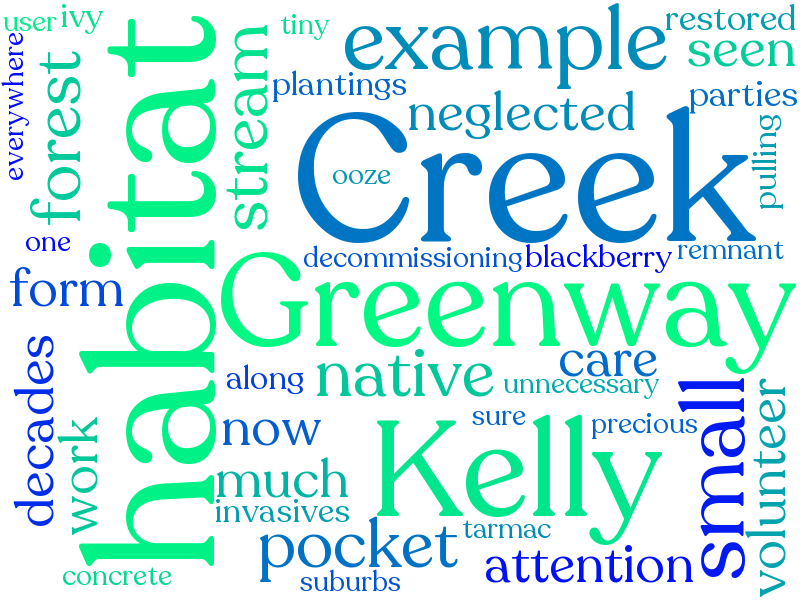 user
ivy
tiny
example
restored
seen
everywhere
forest
habitat
stream
plantings
neglected
parties
Creek
pulling
ooze
one
decommissioning
blackberry
remnant
form
Greenway
decades
along
native
care
unnecessary
small
volunteer
work
now
sure
precious
Kelly
much
invasives
pocket
tarmac
attention
concrete
suburbs